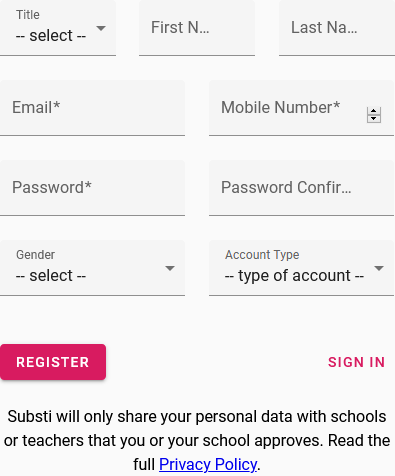 Title
-- select --
First N...
Last Na...
Email*
Mobile Number*
Password*
Password Confir...
Gender
-- select --
Account Type
-- type of account --
REGISTER
SIGN IN
Substi will only share your personal data with schools
or teachers that you or your school approves. Read the
full Privacy Policy.